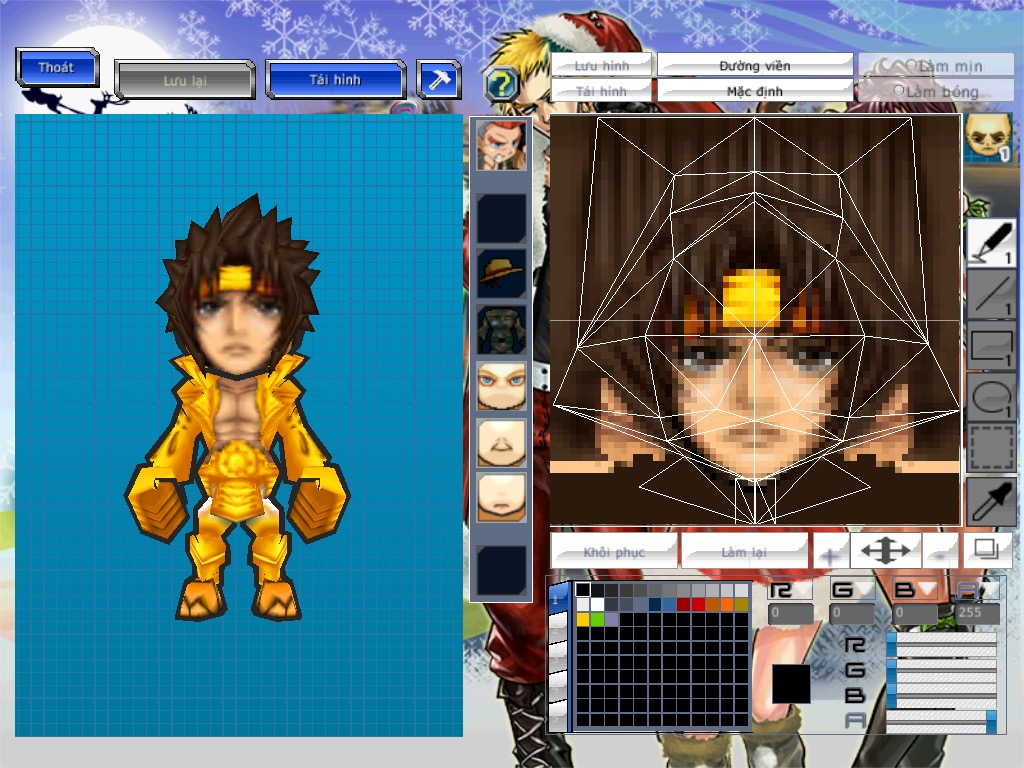 Thoát
Lưu lại
Tải hình
?
Lưu hình
Đường viền
Làm mịn
Tải hình
Mặc định
Làm bóng
1
1
1
1
1
Khôi phục
Làm lại
1
R
G
B
A
0
0
0
255
R
G
B
A